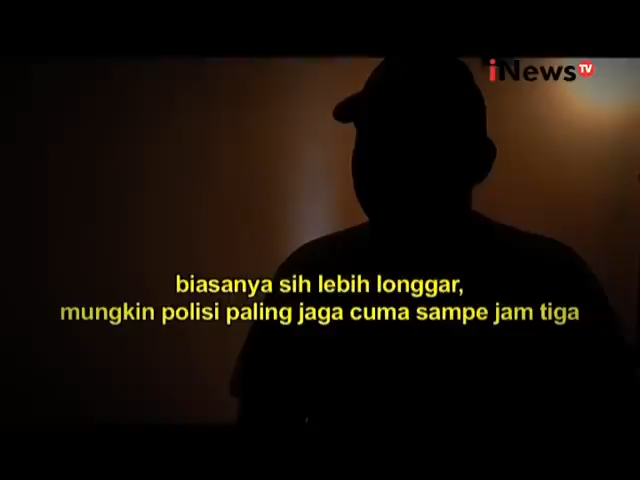 iNews TV
biasanya sih lebih longgar,
mungkin polisi paling jaga cuma sampe jam tiga